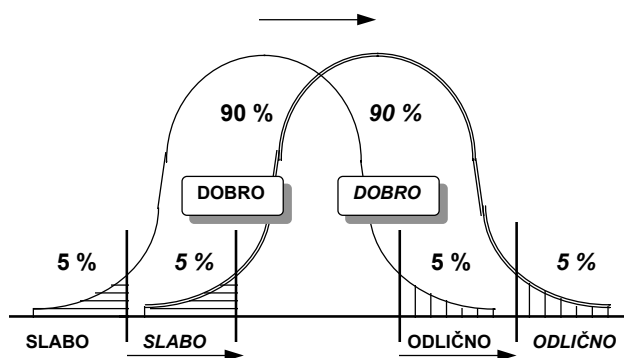 90 % 90 %
DOBRO DOBRO
5 % 5 % 5 % 5 %
SLABO SLABO ODLIČNO ODLIČNO